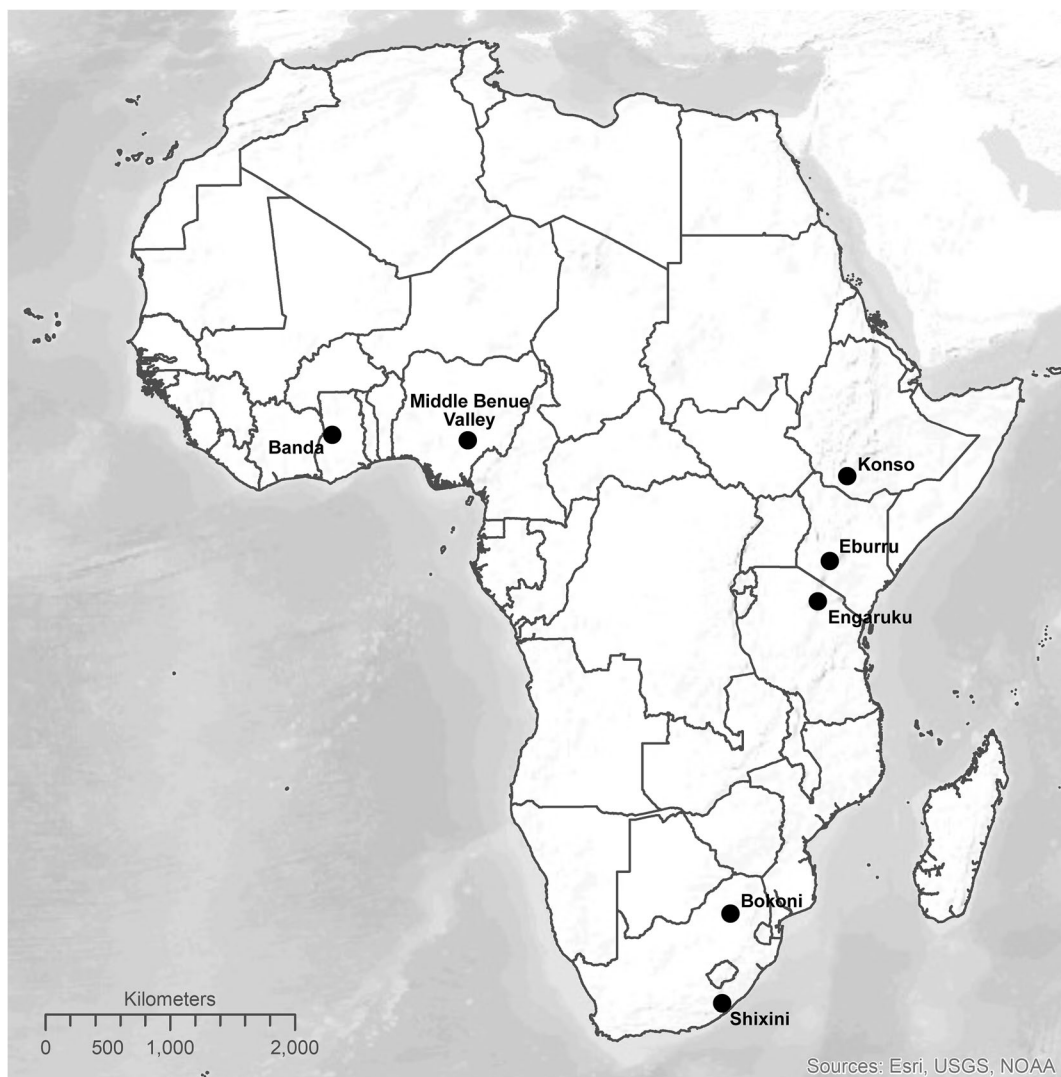 Middle Benue
Valley
Banda
Konso
Eburru
Engaruku
Bokoni
Shixini
Kilometers
0 500 1,000 2,000
Sources: Esri, USGS, NOAA